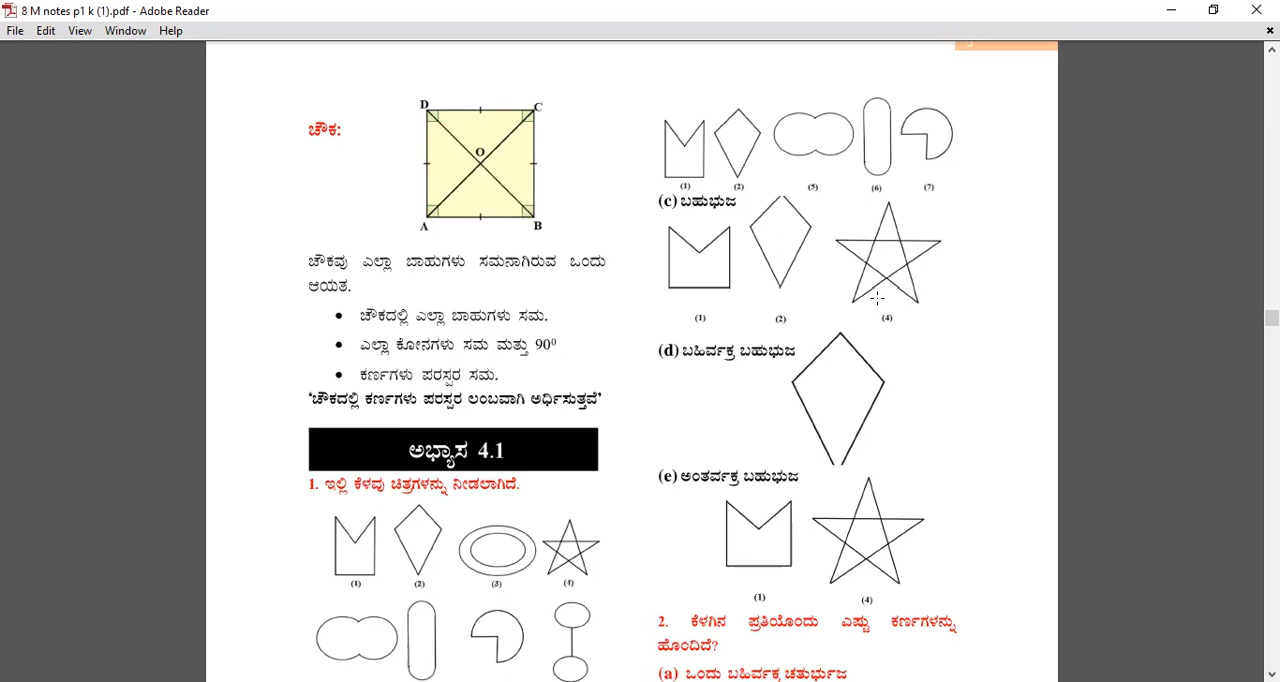 8 M notes p1 k (1).pdf - Adobe Reader
File Edit View Window Help
ಚೌಕ:
D C
O
A B
ಚೌಕವು ಎಲ್ಲಾ ಬಾಹುಗಳು ಸಮನಾಗಿರುವ ಒಂದು
ಆಯತ.
• ಚೌಕದಲ್ಲಿ ಎಲ್ಲಾ ಬಾಹುಗಳು ಸಮ.
• ಎಲ್ಲಾ ಕೋನಗಳು ಸಮ ಮತ್ತು 90⁰
• ಕರ್ಣಗಳು ಪರಸ್ಪರ ಸಮ.
‘ಚೌಕದಲ್ಲಿ ಕರ್ಣಗಳು ಪರಸ್ಪರ ಲಂಬವಾಗಿ ಅರ್ಧಿಸುತ್ತವೆ’
ಅಭ್ಯಾಸ 4.1
1. ಇಲ್ಲಿ ಕೆಳವು ಚಿತ್ರಗಳನ್ನು ನೀಡಲಾಗಿದೆ.
(1) (2) (3) (4)
(1) (2) (5) (6) (7)
(c) ಬಹುಭುಜ
(1) (2) (4)
(d) ಬಹಿರ್ವಕ್ರ ಬಹುಭುಜ
(e) ಅಂತರ್ವಕ್ರ ಬಹುಭುಜ
(1) (4)
2. ಕೆಳಗಿನ ಪ್ರತಿಯೊಂದು ಎಷ್ಟು ಕರ್ಣಗಳನ್ನು
ಹೊಂದಿದೆ?
(a) ಒಂದು ಬಹಿರ್ವಕ್ರ ಚತುರ್ಭುಜ